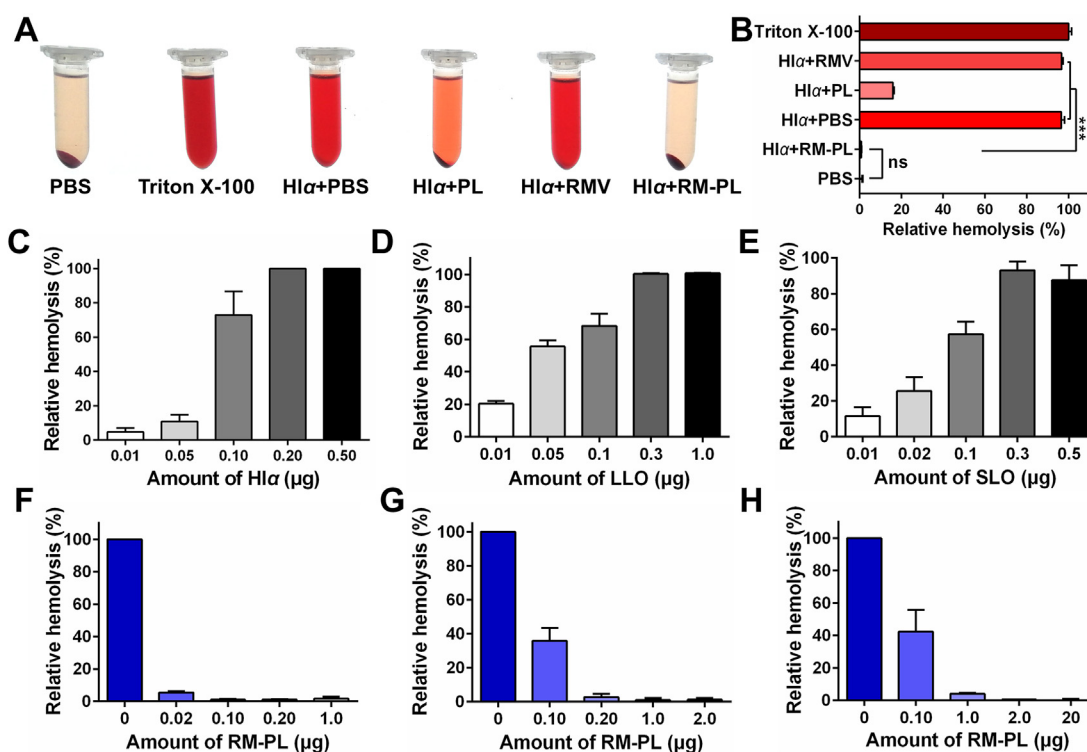 A
PBS
Triton X-100
Hlα+PBS
Hlα+PL
Hlα+RMV
Hlα+RM-PL
B
Triton X-100
Hlα+RMV
Hlα+PL
Hlα+PBS
Hlα+RM-PL
PBS
ns
***
0 20 40 60 80 100
Relative hemolysis (%)
C
Relative hemolysis (%)
100
80
60
40
20
0
0.01 0.05 0.10 0.20 0.50
Amount of Hlα (µg)
D
Relative hemolysis (%)
100
80
60
40
20
0
0.01 0.05 0.1 0.3 1.0
Amount of LLO (µg)
E
Relative hemolysis (%)
100
80
60
40
20
0
0.01 0.02 0.1 0.3 0.5
Amount of SLO (µg)
F
Relative hemolysis (%)
100
80
60
40
20
0
0 0.02 0.10 0.20 1.0
Amount of RM-PL (µg)
G
Relative hemolysis (%)
100
80
60
40
20
0
0 0.10 0.20 1.0 2.0
Amount of RM-PL (µg)
H
Relative hemolysis (%)
100
80
60
40
20
0
0 0.10 1.0 2.0 20
Amount of RM-PL (µg)